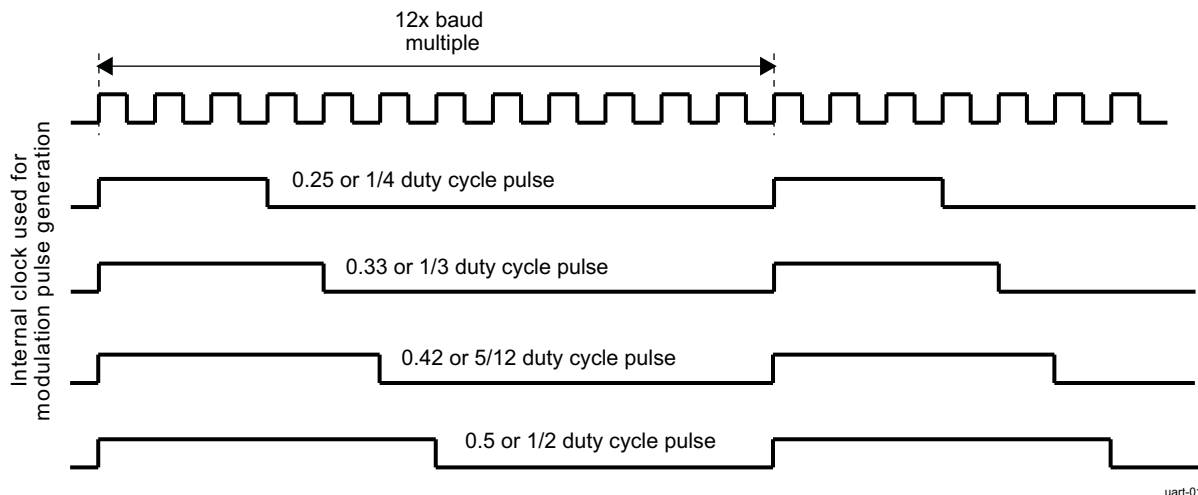 12x baud
multiple
Internal clock used for
modulation pulse generation
0.25 or 1/4 duty cycle pulse
0.33 or 1/3 duty cycle pulse
0.42 or 5/12 duty cycle pulse
0.5 or 1/2 duty cycle pulse